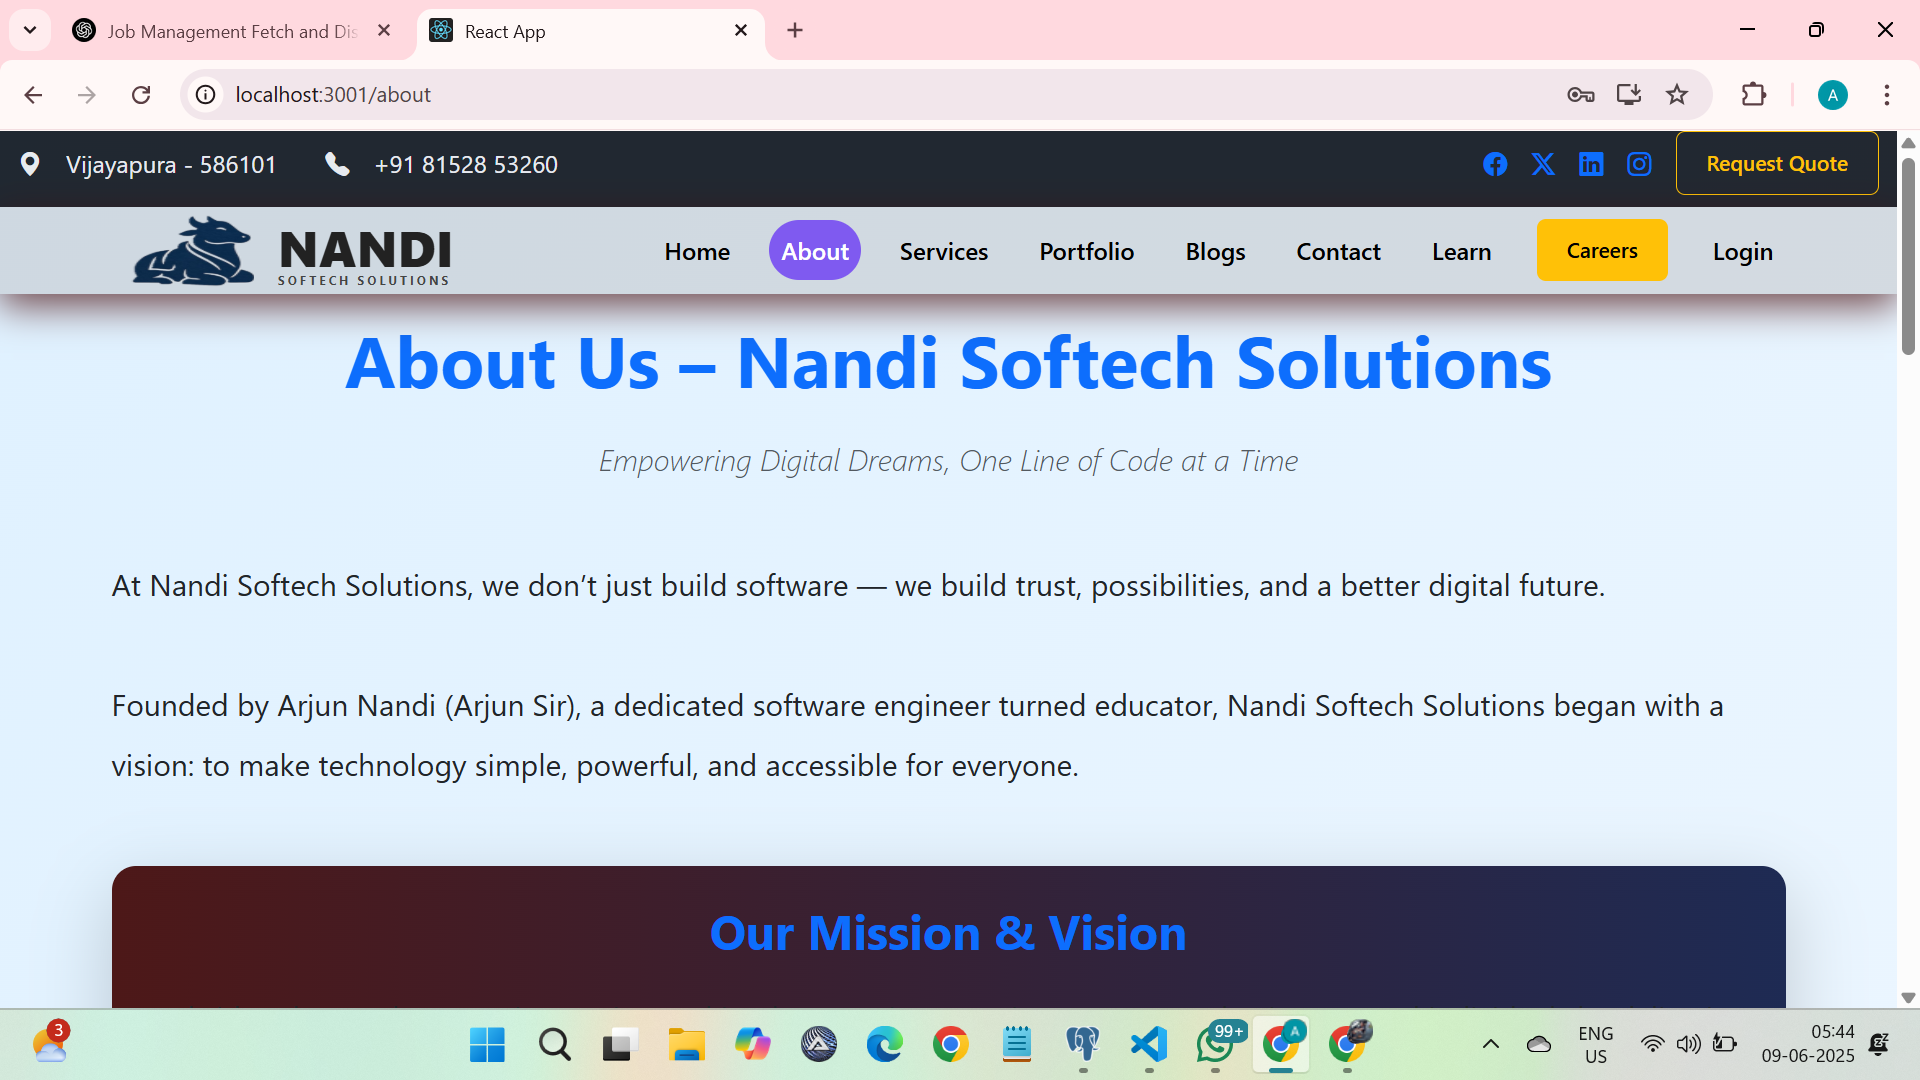 Job Management Fetch and Dis
React App
localhost:3001/about
Vijayapura - 586101
+91 81528 53260
Request Quote
NANDI
SOFTECH SOLUTIONS
Home
About
Services
Portfolio
Blogs
Contact
Learn
Careers
Login
About Us – Nandi Softech Solutions
Empowering Digital Dreams, One Line of Code at a Time
At Nandi Softech Solutions, we don’t just build software — we build trust, possibilities, and a better digital future.
Founded by Arjun Nandi (Arjun Sir), a dedicated software engineer turned educator, Nandi Softech Solutions began with a
vision: to make technology simple, powerful, and accessible for everyone.
Our Mission & Vision
3
99+
A
A
ENG
US
05:44
09-06-2025